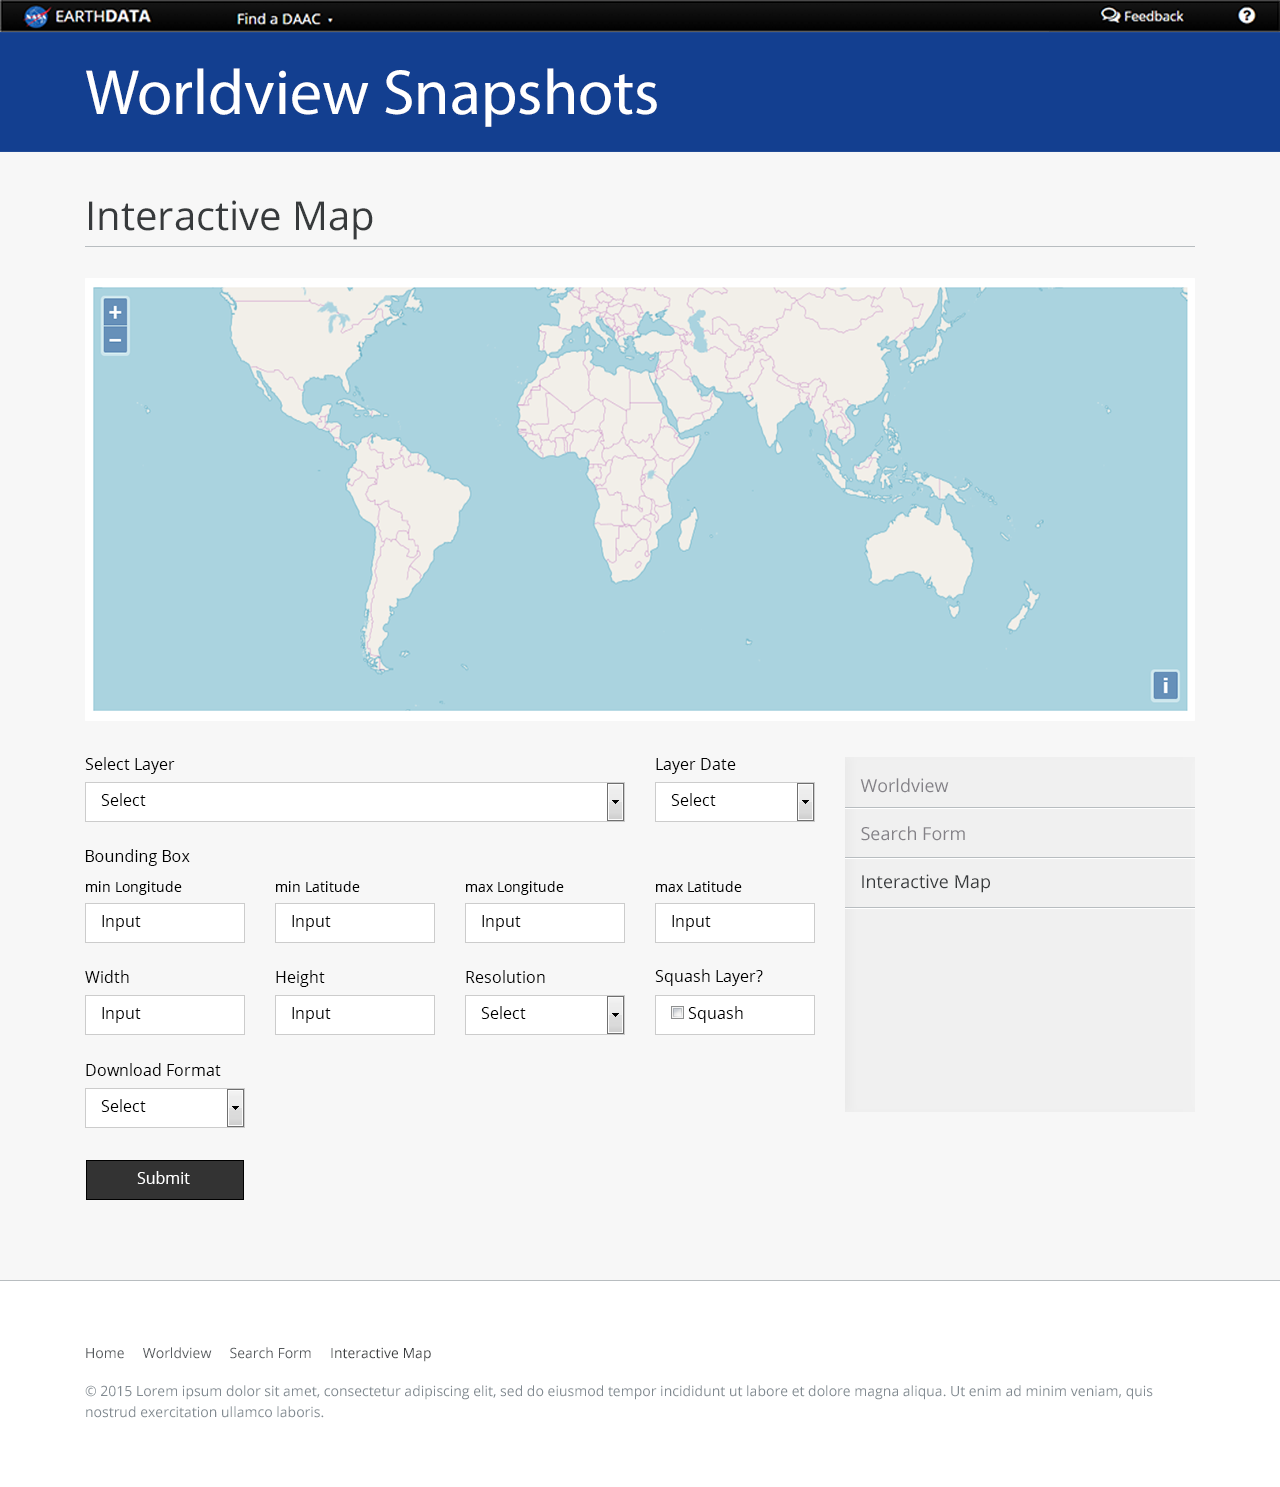 NASA EARTHDATA Find a DAAC Feedback ?
Worldview Snapshots
Interactive Map
+
−
i
Select Layer Layer Date
Select Select
Worldview
Search Form
Interactive Map
Bounding Box
min Longitude min Latitude max Longitude max Latitude
Input Input Input Input
Width Height Resolution Squash Layer?
Input Input Select Squash
Download Format
Select
Submit
Home Worldview Search Form Interactive Map
© 2015 Lorem ipsum dolor sit amet, consectetur adipiscing elit, sed do eiusmod tempor incididunt ut labore et dolore magna aliqua. Ut enim ad minim veniam, quis
nostrud exercitation ullamco laboris.